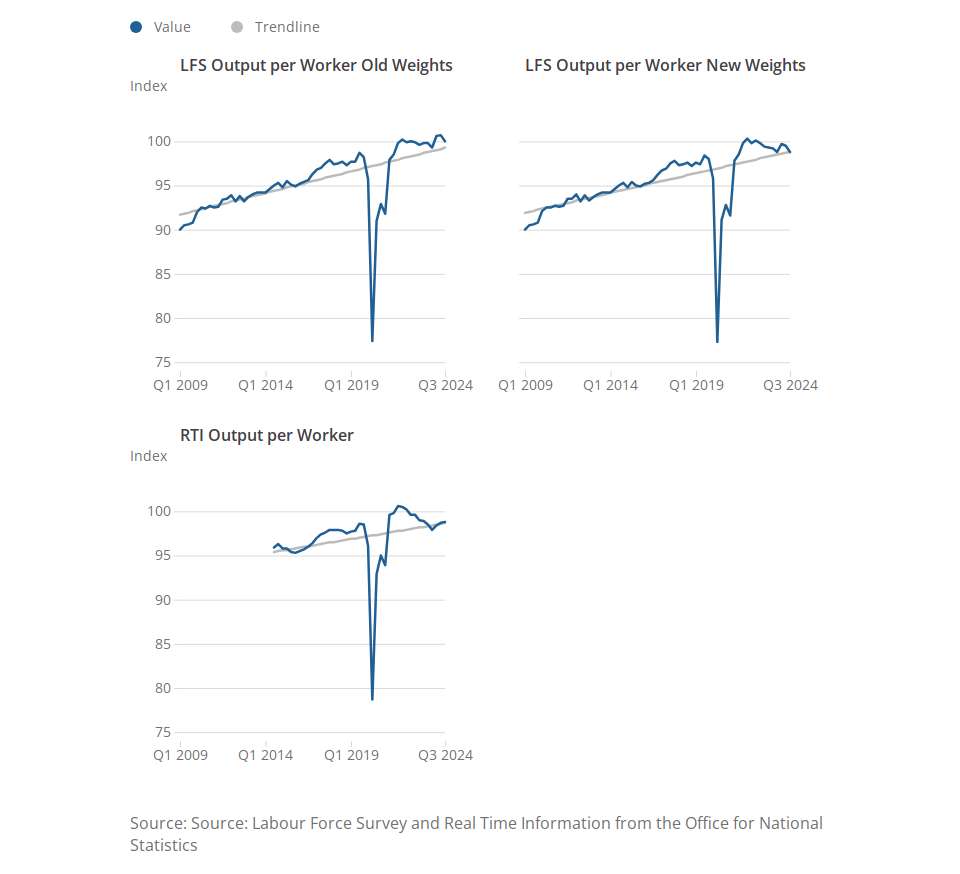 Value Trendline
LFS Output per Worker Old Weights
Index
100
95
90
85
80
75
Q1 2009 Q1 2014 Q1 2019 Q3 2024
LFS Output per Worker New Weights
Q1 2009 Q1 2014 Q1 2019 Q3 2024
RTI Output per Worker
Index
100
95
90
85
80
75
Q1 2009 Q1 2014 Q1 2019 Q3 2024
Source: Source: Labour Force Survey and Real Time Information from the Office for National
Statistics